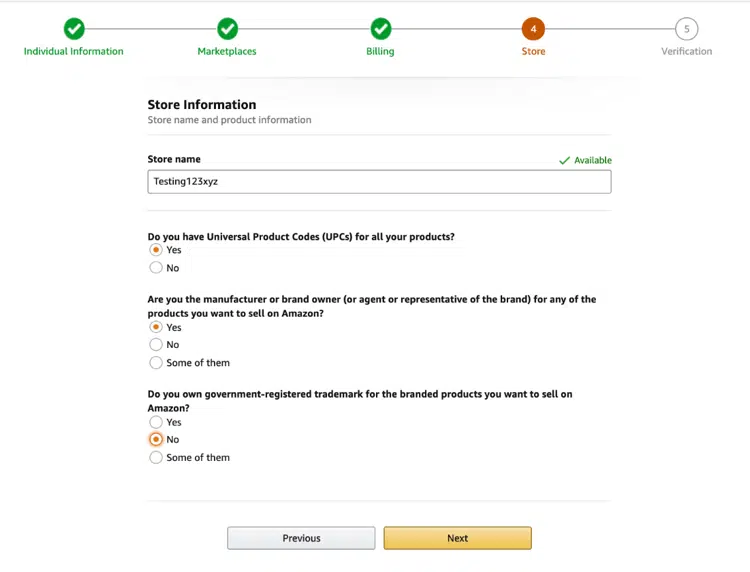 4
5
Individual Information
Marketplaces
Billing
Store
Verification
Store Information
Store name and product information
Store name
Available
Testing123xyz
Do you have Universal Product Codes (UPCs) for all your products?
Yes
No
Are you the manufacturer or brand owner (or agent or representative of the brand) for any of the
products you want to sell on Amazon?
Yes
No
Some of them
Do you own government-registered trademark for the branded products you want to sell on
Amazon?
Yes
No
Some of them
Previous
Next